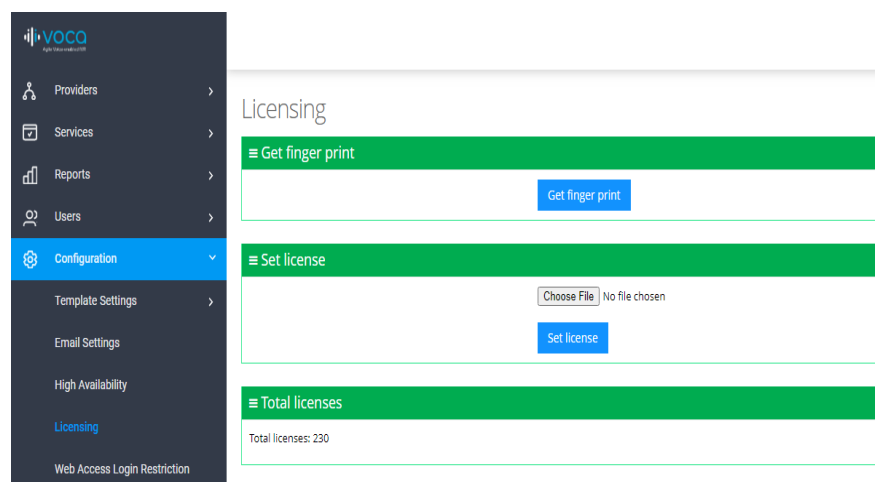 voca
Providers
Services
Reports
Users
Configuration
Template Settings
Email Settings
High Availability
Licensing
Web Access Login Restriction
Licensing
Get finger print
Get finger print
Set license
Choose File No file chosen
Set license
Total licenses
Total licenses: 230